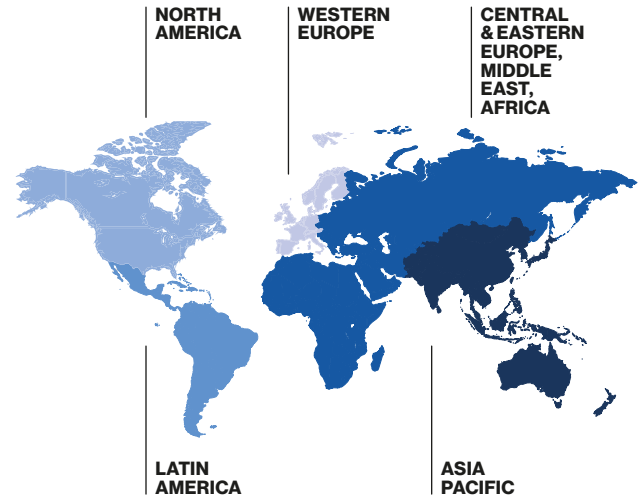 NORTH
AMERICA
WESTERN
EUROPE
CENTRAL
& EASTERN
EUROPE,
MIDDLE
EAST,
AFRICA
LATIN
AMERICA
ASIA
PACIFIC